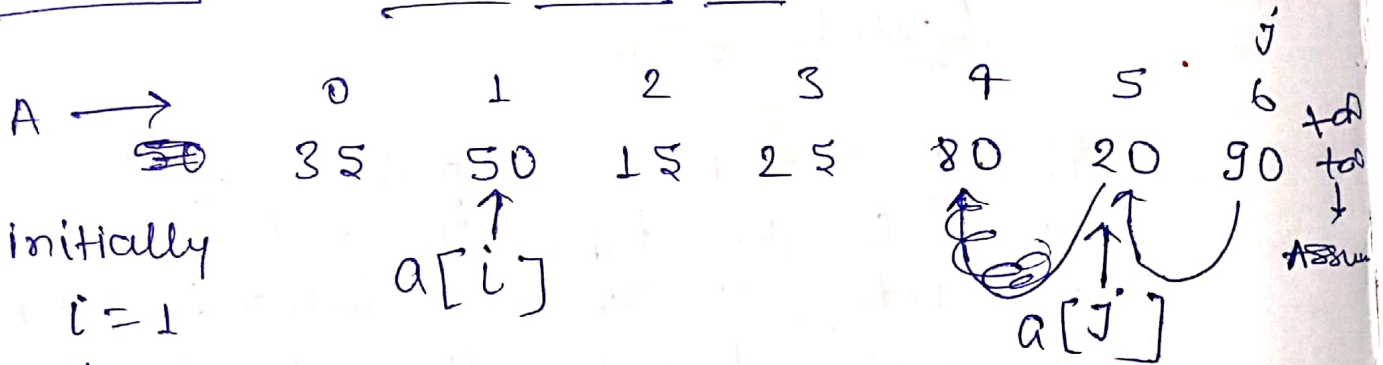 j
0 1 2 3 4 5 6 +∞
A → 35 50 15 25 80 20 90 +∞
initially a[i]
i = 1 a[j]